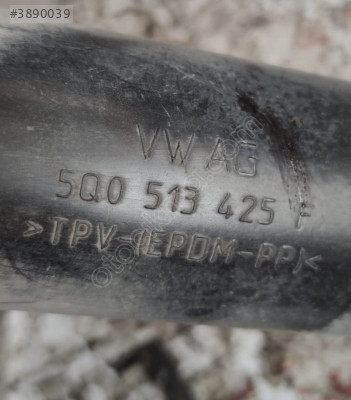 #3890039
VW AG
5Q0 513 425 F
>TPV-(EPDM-PP)<